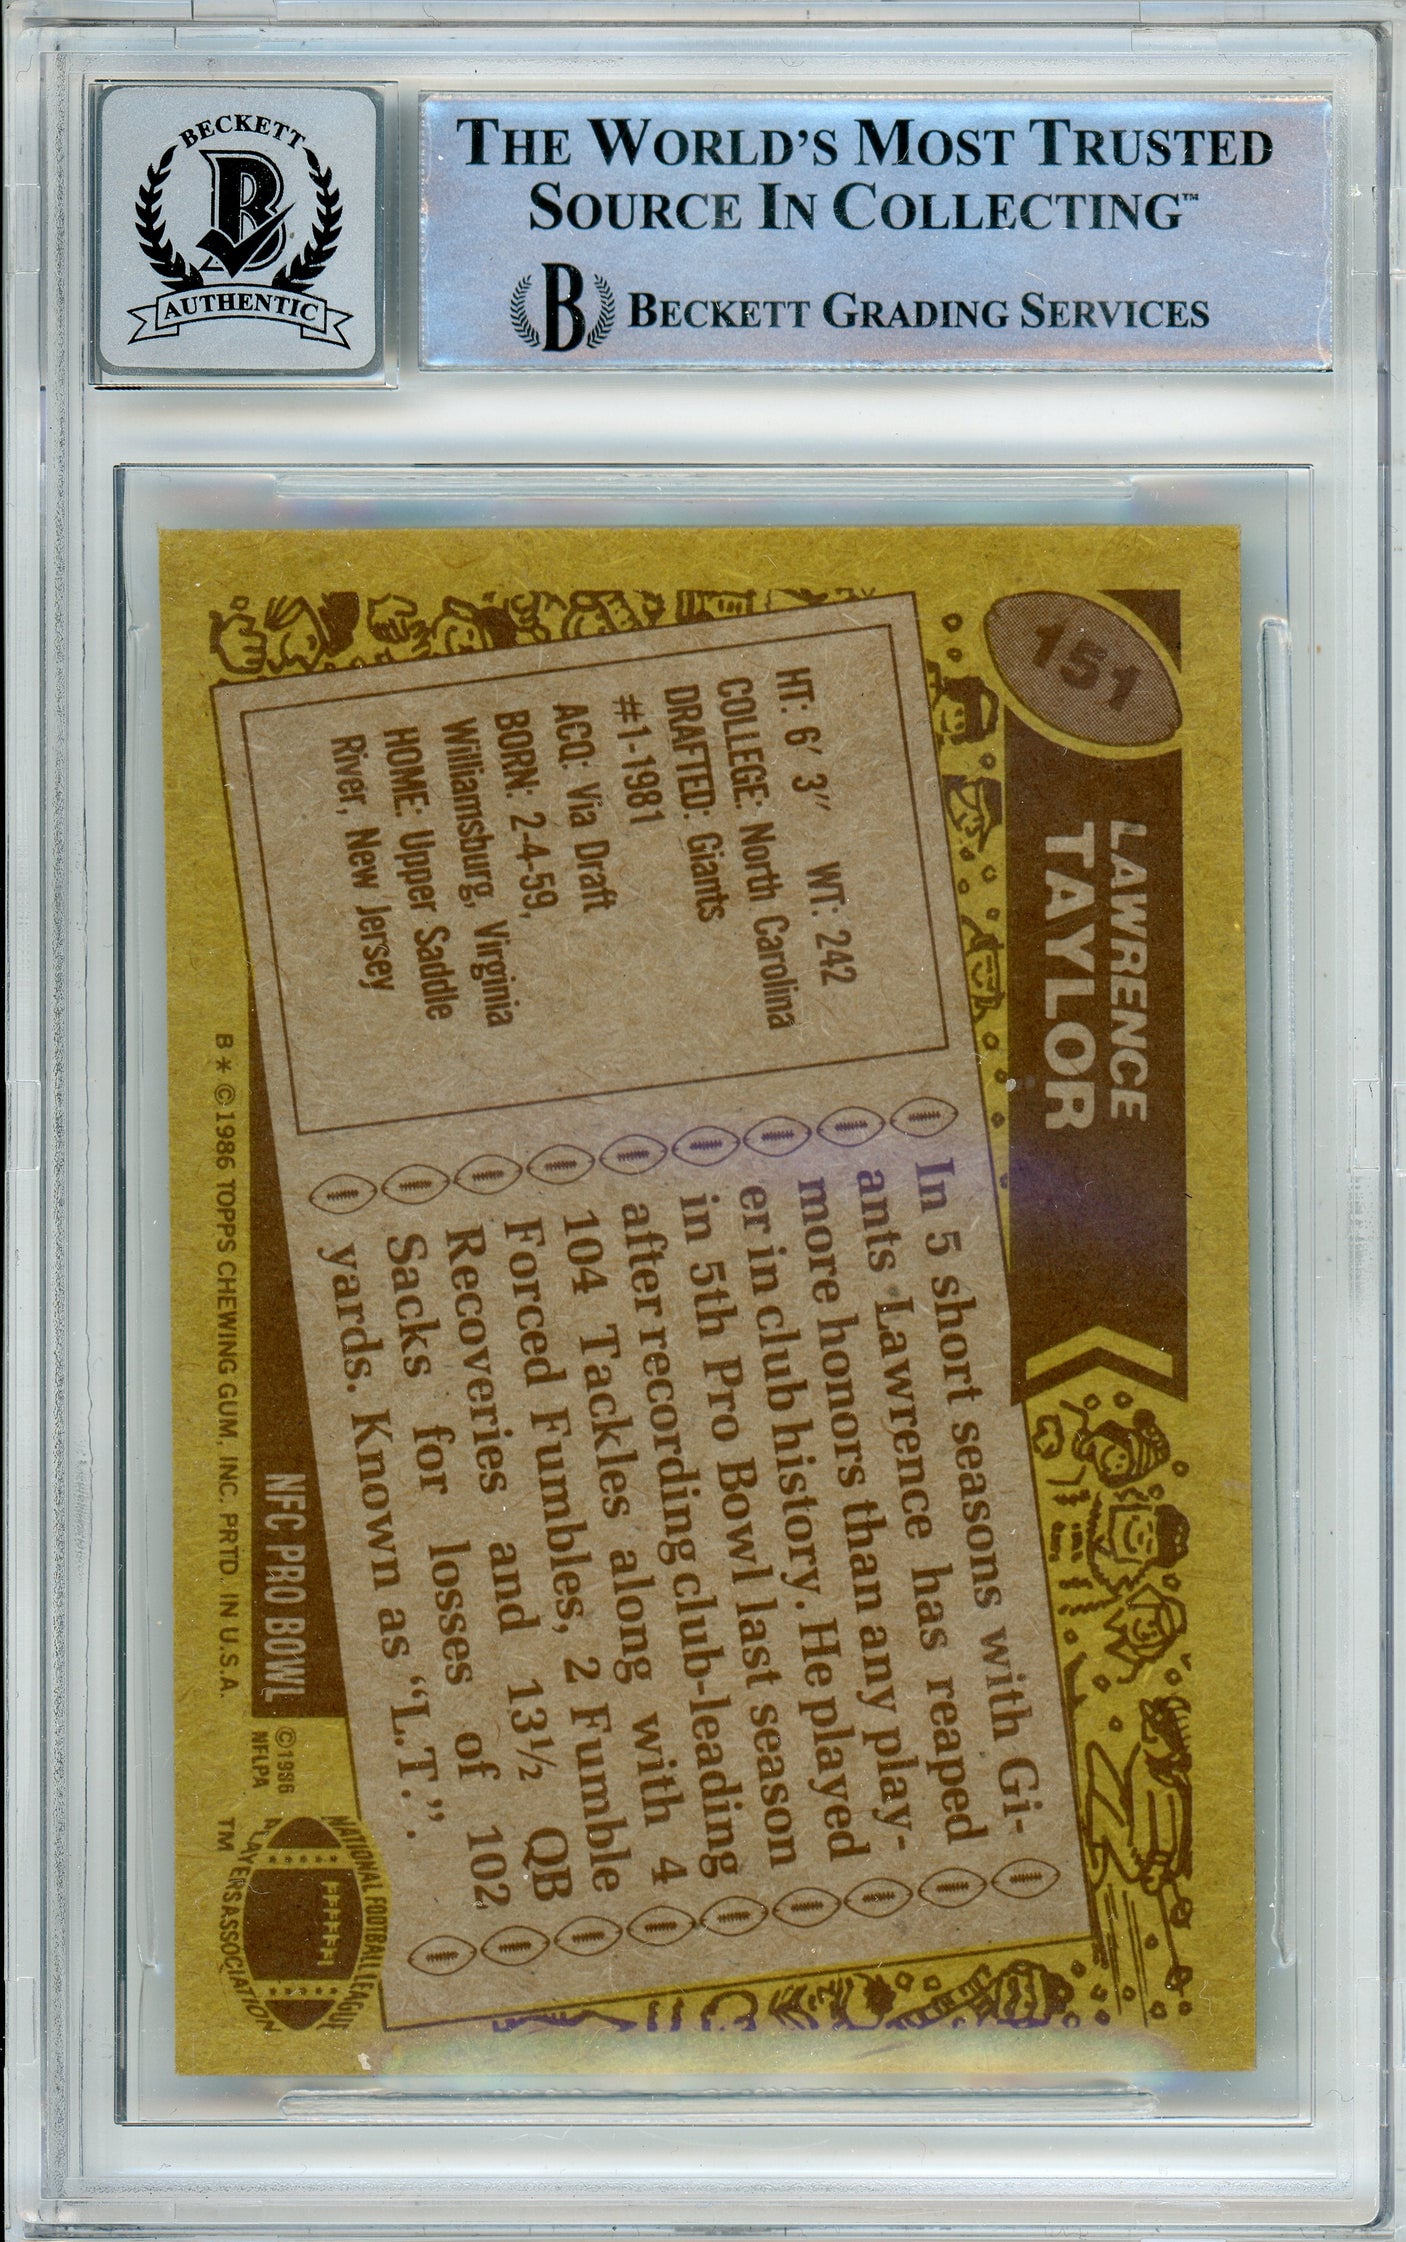 BECKETT
B
AUTHENTIC
THE WORLD'S MOST TRUSTED
SOURCE IN COLLECTING™
B BECKETT GRADING SERVICES
151
LAWRENCE
TAYLOR
HT: 6' 3" WT: 242
COLLEGE: North Carolina
DRAFTED: Giants
#1-1981
ACQ: Via Draft
BORN: 2-4-59,
Williamsburg, Virginia
HOME: Upper Saddle
River, New Jersey
In 5 short seasons with Gi-
ants Lawrence has reaped
more honors than any play-
er in club history. He played
in 5th Pro Bowl last season
after recording club-leading
104 Tackles along with 4
Forced Fumbles, 2 Fumble
Recoveries and 13½ QB
Sacks for losses of 102
yards. Known as “L.T.”.
NFC PRO BOWL
B * ©1986 TOPPS CHEWING GUM, INC. PRTD. IN U.S.A.
©1986
NFLPA
NATIONAL FOOTBALL LEAGUE
PLAYERS ASSOCIATION
TM